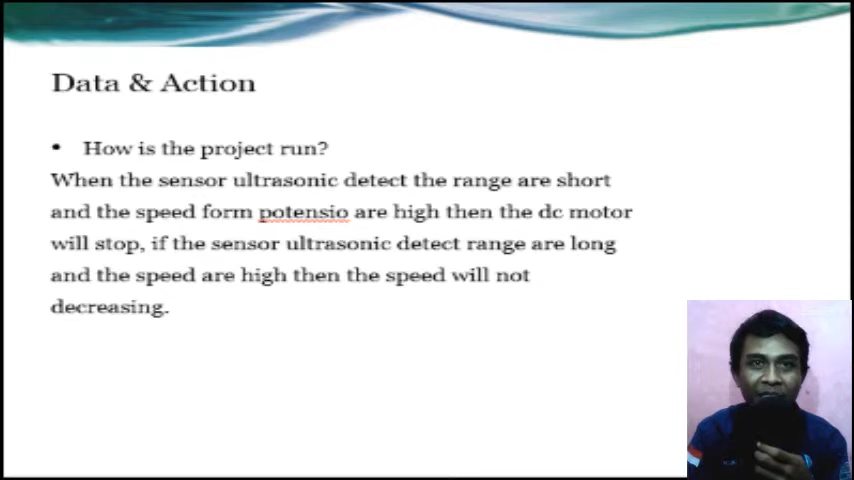 Data & Action
• How is the project run?
When the sensor ultrasonic detect the range are short
and the speed form potensio are high then the dc motor
will stop, if the sensor ultrasonic detect range are long
and the speed are high then the speed will not
decreasing.